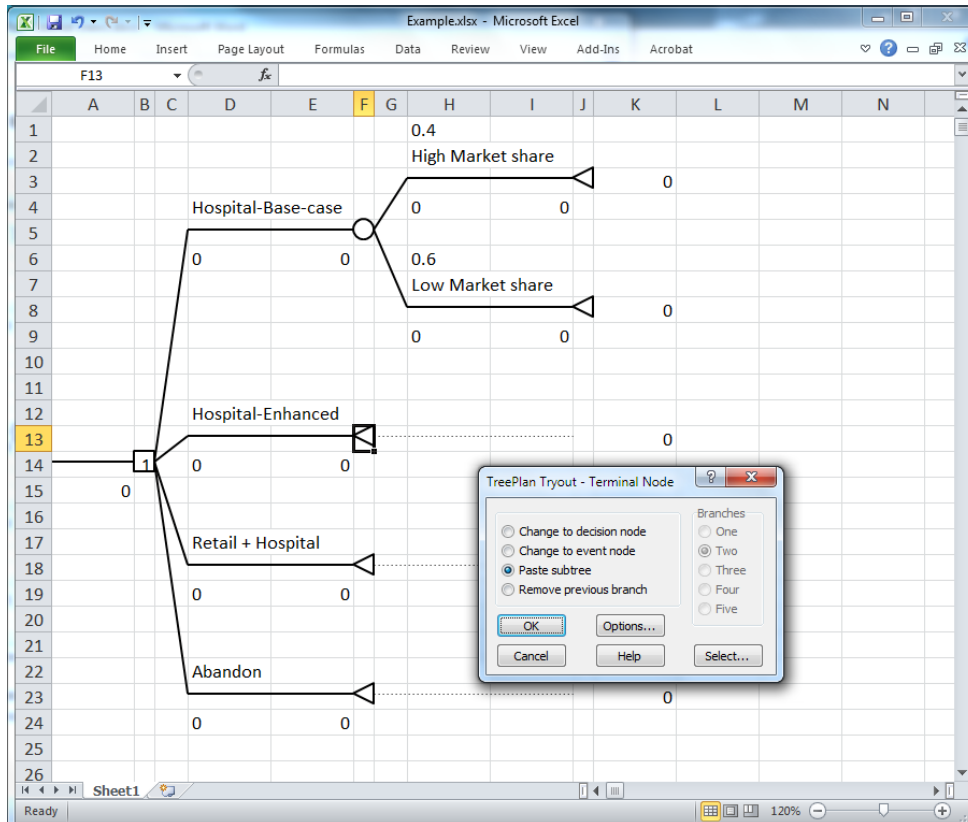 Example.xlsx - Microsoft Excel
File Home Insert Page Layout Formulas Data Review View Add-Ins Acrobat
F13 fx
A B C D E F G H I J K L M N
1 0.4
2 High Market share
3 0
4 Hospital-Base-case 0 0
5
6 0 0 0.6
7 Low Market share
8 0
9 0 0
10
11
12 Hospital-Enhanced
13 0
14 1 0 0
15 0
16
17 Retail + Hospital
18
19 0 0
20
21
22 Abandon
23 0
24 0 0
25
26
TreePlan Tryout - Terminal Node
Change to decision node
Change to event node
Paste subtree
Remove previous branch
Branches
One
Two
Three
Four
Five
OK Options...
Cancel Help Select...
Sheet1
Ready 120%